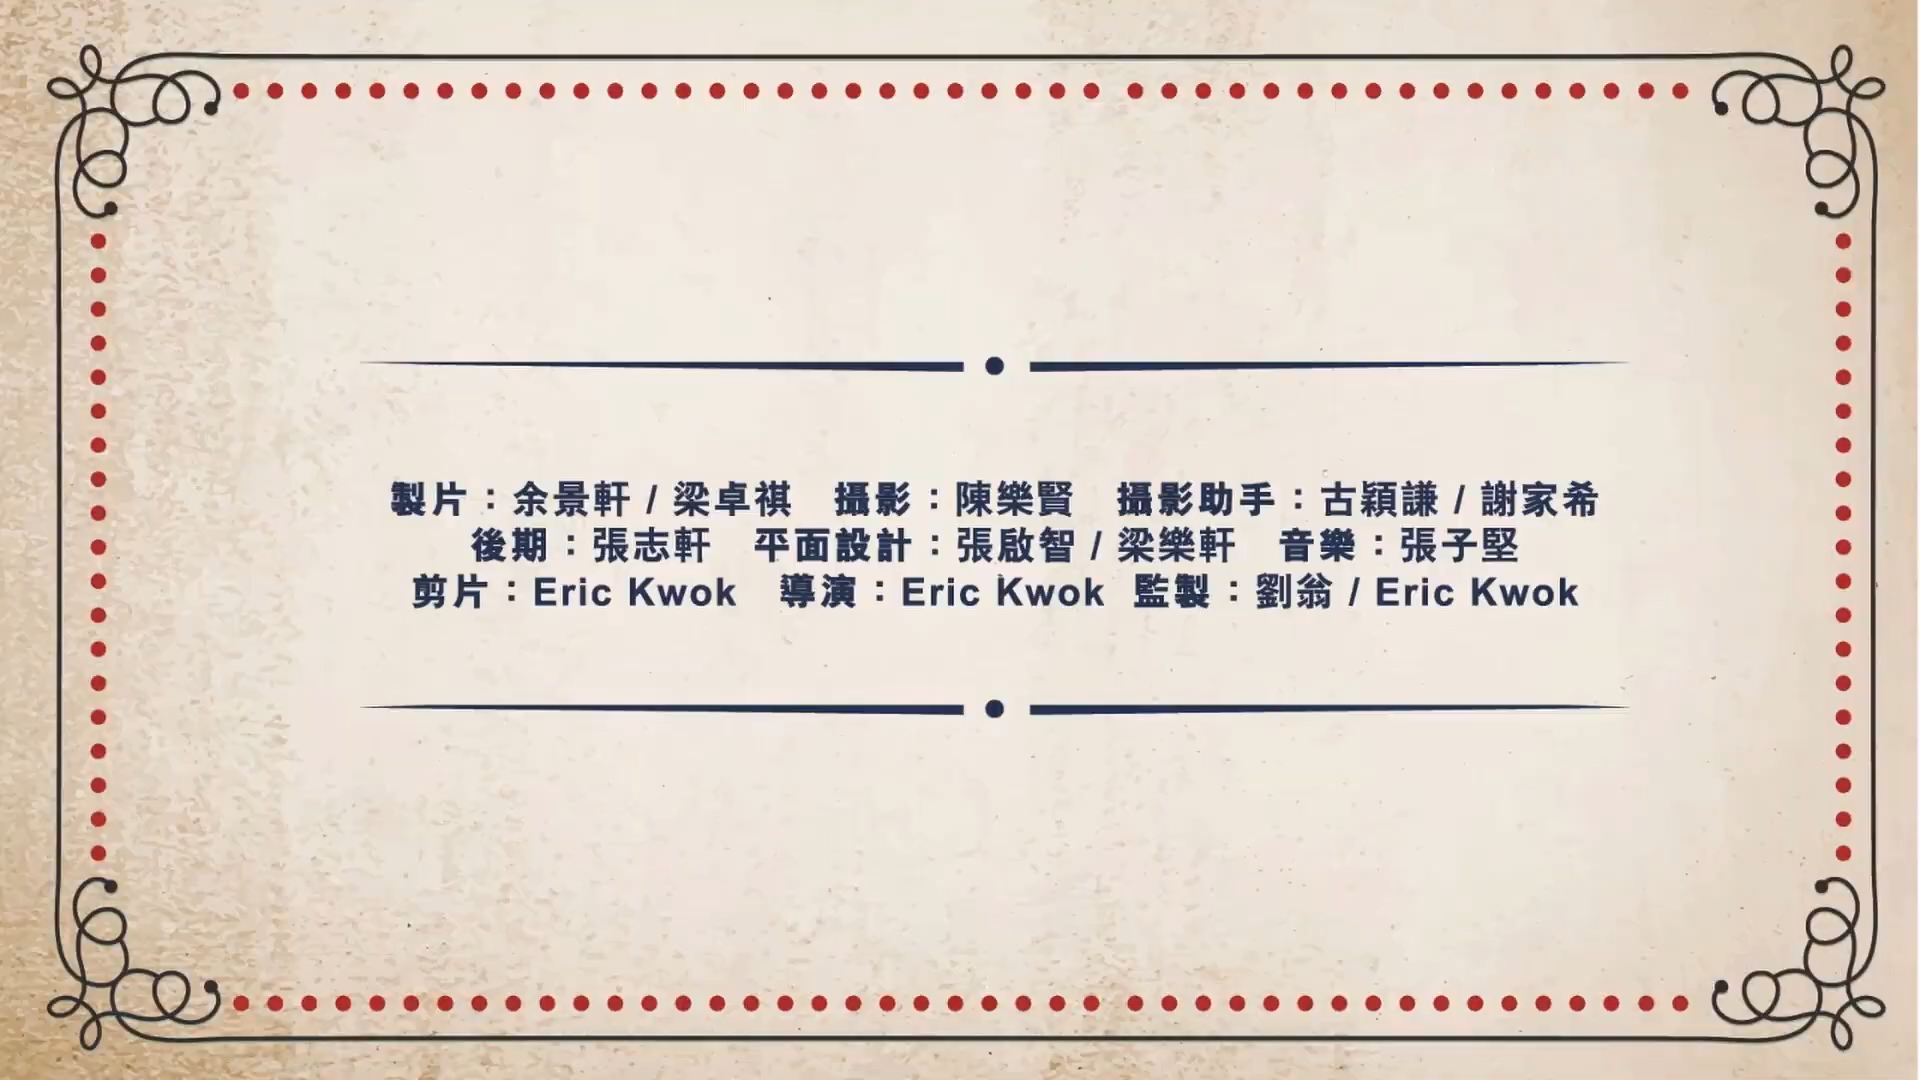 製片：余景軒 / 梁卓祺　攝影：陳樂賢　攝影助手：古穎謙 / 謝家希
後期：張志軒　平面設計：張啟智 / 梁樂軒　音樂：張子堅
剪片：Eric Kwok　導演：Eric Kwok 監製：劉翁 / Eric Kwok